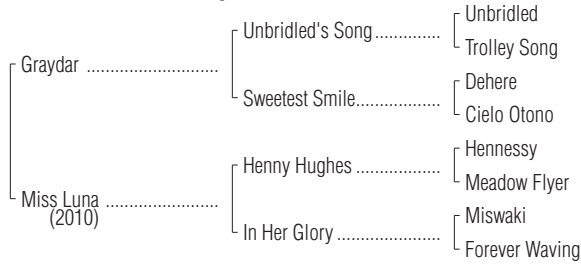 Unbridled
Unbridled's Song..............
Trolley Song
Graydar ...........................
Dehere
Sweetest Smile..................
Cielo Otono
Hennessy
Henny Hughes ..................
Meadow Flyer
Miss Luna .......................
(2010)
Miswaki
In Her Glory ......................
Forever Waving